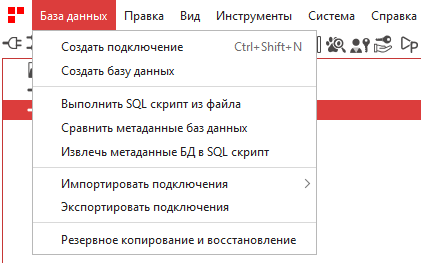 База данных Правка Вид Инструменты Система Справка
Создать подключение Ctrl+Shift+N
Создать базу данных
Выполнить SQL скрипт из файла
Сравнить метаданные баз данных
Извлечь метаданные БД в SQL скрипт
Импортировать подключения
Экспортировать подключения
Резервное копирование и восстановление